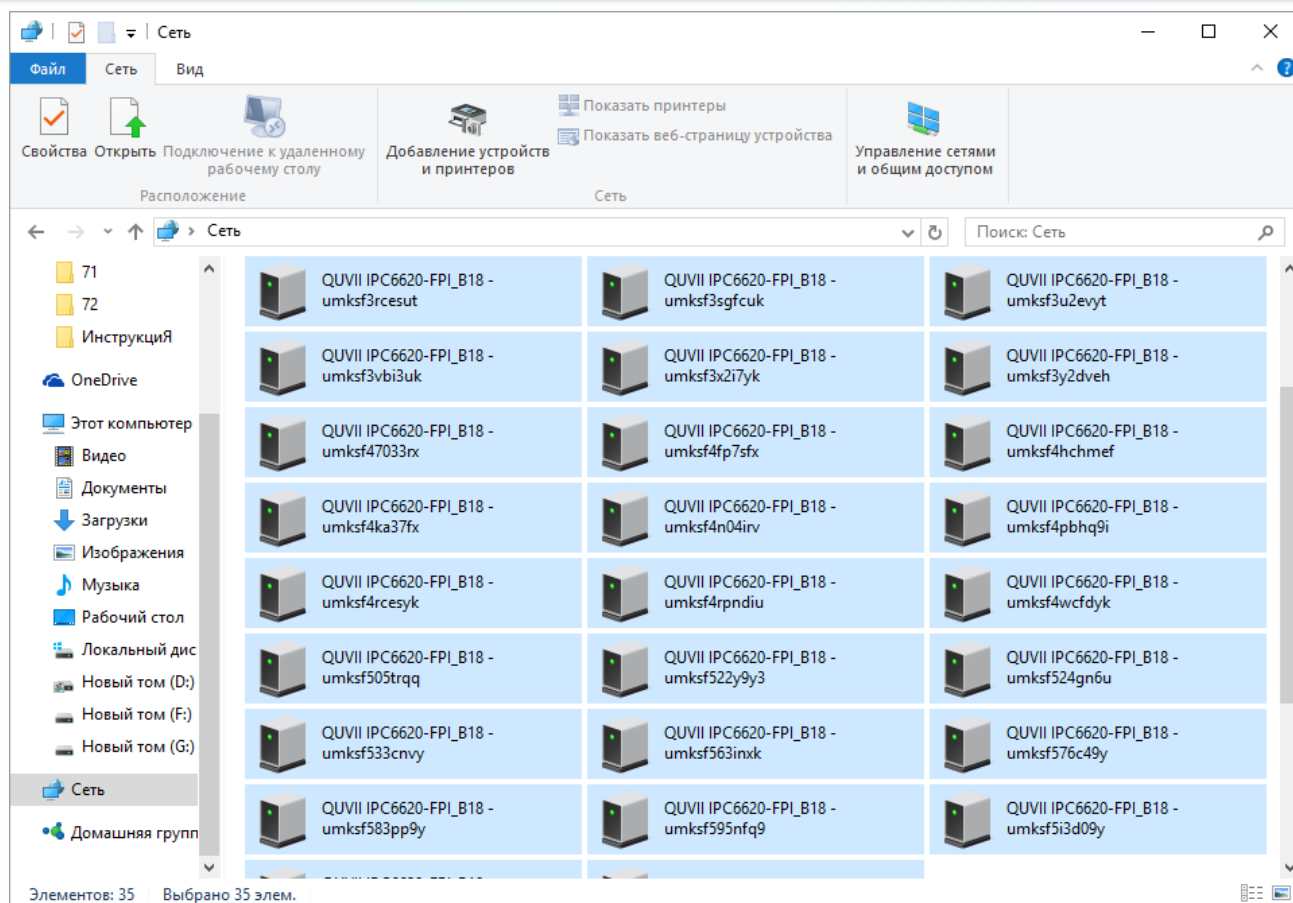 Сеть
Файл Сеть Вид
Свойства Открыть Подключение к удаленному рабочему столу
Расположение
Добавление устройств и принтеров
Показать принтеры
Показать веб-страницу устройства
Сеть
Управление сетями и общим доступом
Сеть
Поиск: Сеть
71
72
ИнструкциЯ
OneDrive
Этот компьютер
Видео
Документы
Загрузки
Изображения
Музыка
Рабочий стол
Локальный дис
Новый том (D:)
Новый том (F:)
Новый том (G:)
Сеть
Домашняя групп
QUVII IPC6620-FPI_B18 -
umksf3rcesut
QUVII IPC6620-FPI_B18 -
umksf3sgfcuk
QUVII IPC6620-FPI_B18 -
umksf3u2evyt
QUVII IPC6620-FPI_B18 -
umksf3vbi3uk
QUVII IPC6620-FPI_B18 -
umksf3x2i7yk
QUVII IPC6620-FPI_B18 -
umksf3y2dveh
QUVII IPC6620-FPI_B18 -
umksf47033rx
QUVII IPC6620-FPI_B18 -
umksf4fp7sfx
QUVII IPC6620-FPI_B18 -
umksf4hchmef
QUVII IPC6620-FPI_B18 -
umksf4ka37fx
QUVII IPC6620-FPI_B18 -
umksf4n04irv
QUVII IPC6620-FPI_B18 -
umksf4pbhq9i
QUVII IPC6620-FPI_B18 -
umksf4rcesyk
QUVII IPC6620-FPI_B18 -
umksf4rpndiu
QUVII IPC6620-FPI_B18 -
umksf4wcfdyk
QUVII IPC6620-FPI_B18 -
umksf505trqq
QUVII IPC6620-FPI_B18 -
umksf522y9y3
QUVII IPC6620-FPI_B18 -
umksf524gn6u
QUVII IPC6620-FPI_B18 -
umksf533cnvy
QUVII IPC6620-FPI_B18 -
umksf563inxk
QUVII IPC6620-FPI_B18 -
umksf576c49y
QUVII IPC6620-FPI_B18 -
umksf583pp9y
QUVII IPC6620-FPI_B18 -
umksf595nfq9
QUVII IPC6620-FPI_B18 -
umksf5i3d09y
Элементов: 35 Выбрано 35 элем.